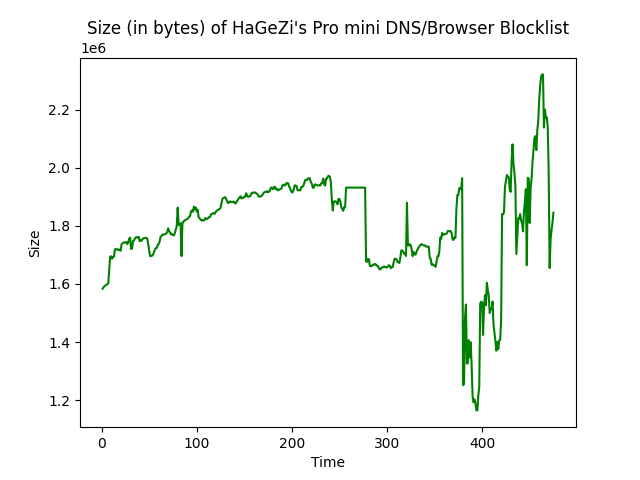 Size (in bytes) of HaGeZi's Pro mini DNS/Browser Blocklist
1e6
2.2
2.0
1.8
1.6
1.4
1.2
Size
0 100 200 300 400
Time